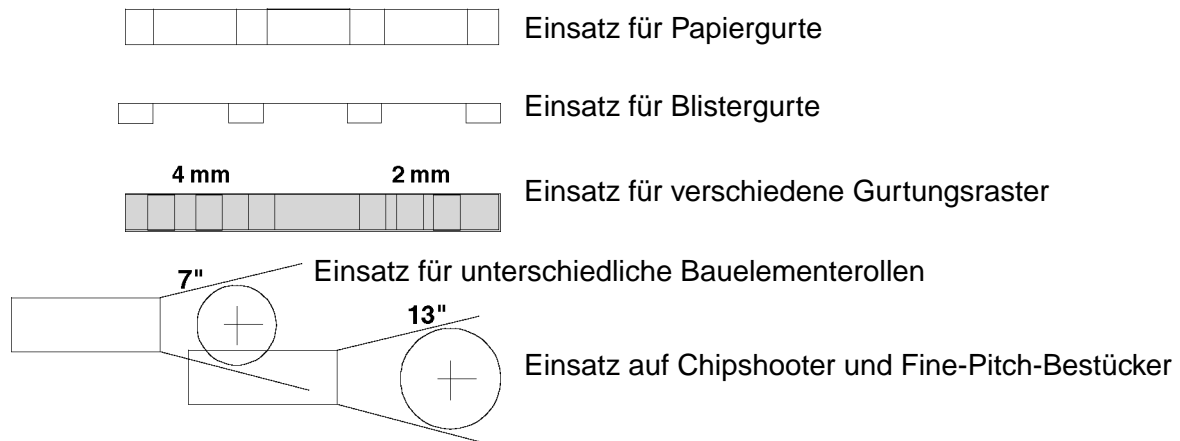 Einsatz für Papiergurte
Einsatz für Blistergurte
4 mm 2 mm
Einsatz für verschiedene Gurtungsraster
7" Einsatz für unterschiedliche Bauelementerollen
13"
Einsatz auf Chipshooter und Fine-Pitch-Bestücker